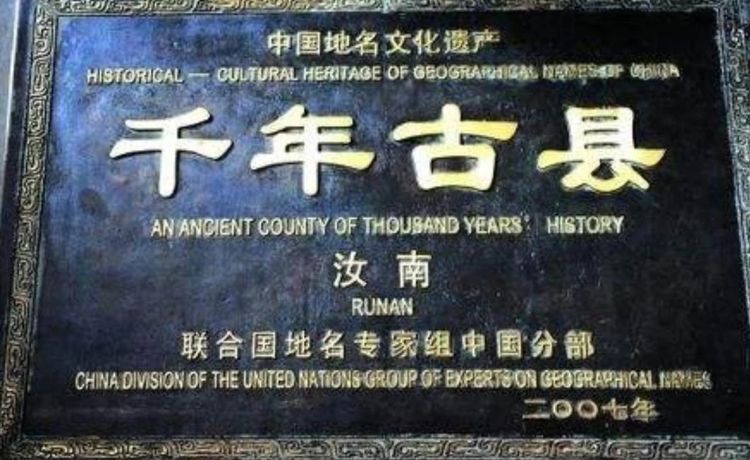 中国地名文化遗产
HISTORICAL — CULTURAL HERITAGE OF GEOGRAPHICAL NAMES OF CHINA
千年古县
AN ANCIENT COUNTY OF THOUSAND YEARS' HISTORY
汝南
RUNAN
联合国地名专家组中国分部
CHINA DIVISION OF THE UNITED NATIONS GROUP OF EXPERTS ON GEOGRAPHICAL NAMES
二〇〇七年